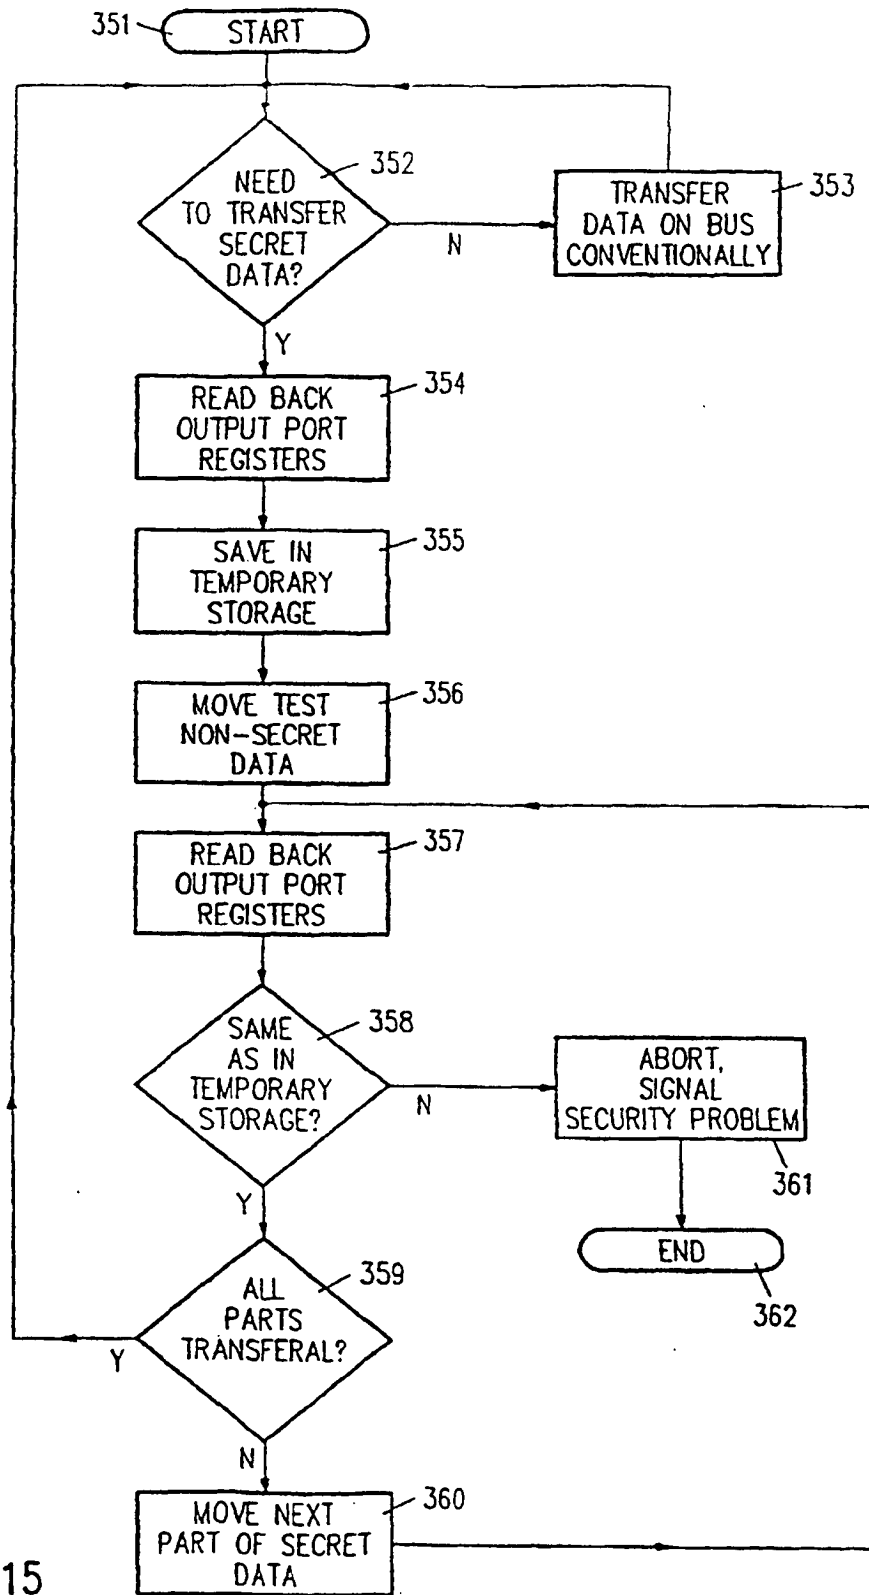 351
START
352
NEED
TO TRANSFER
SECRET
DATA?
N
Y
353
TRANSFER
DATA ON BUS
CONVENTIONALLY
354
READ BACK
OUTPUT PORT
REGISTERS
355
SAVE IN
TEMPORARY
STORAGE
356
MOVE TEST
NON-SECRET
DATA
357
READ BACK
OUTPUT PORT
REGISTERS
358
SAME
AS IN
TEMPORARY
STORAGE?
N
Y
ABORT,
SIGNAL
SECURITY PROBLEM
361
END
362
359
ALL
PARTS
TRANSFERAL?
Y
N
360
MOVE NEXT
PART OF SECRET
DATA
15